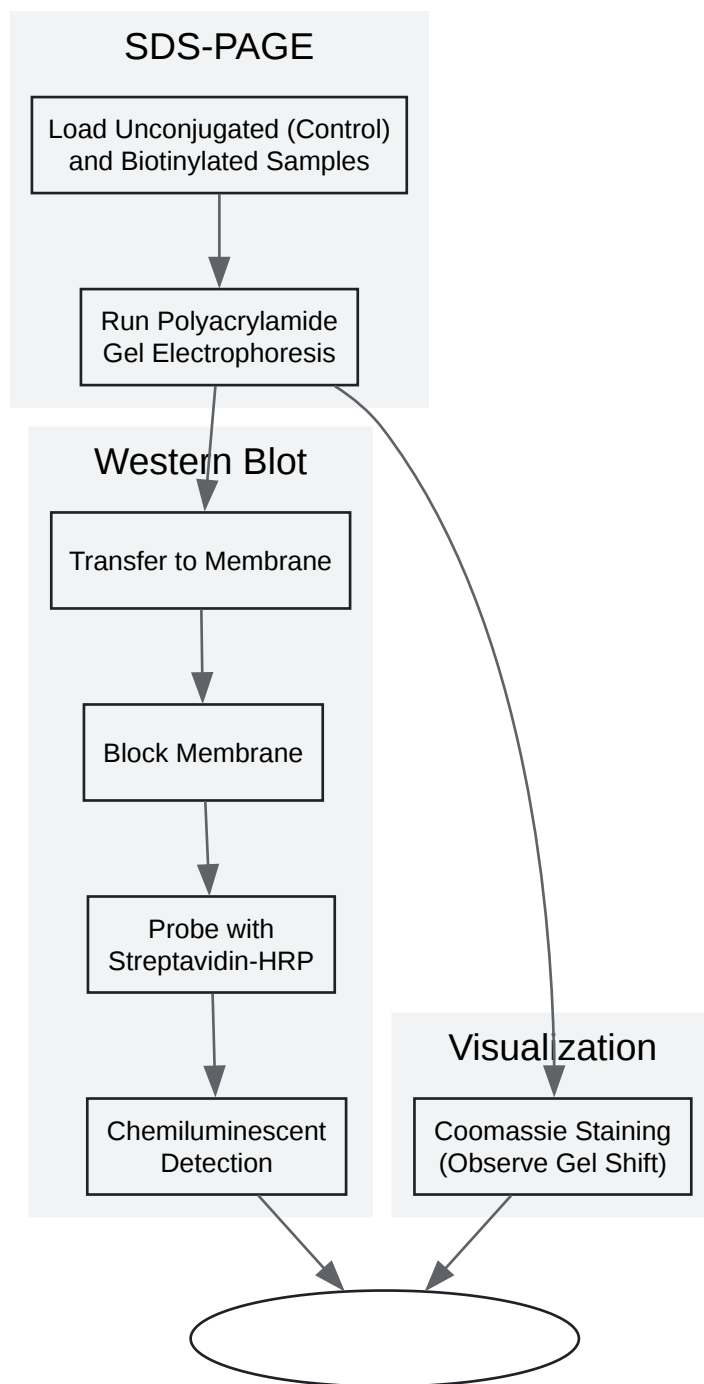 SDS-PAGE
Load Unconjugated (Control)
and Biotinylated Samples
Run Polyacrylamide
Gel Electrophoresis
Western Blot
Transfer to Membrane
Block Membrane
Probe with
Streptavidin-HRP
Chemiluminescent
Detection
Visualization
Coomassie Staining
(Observe Gel Shift)